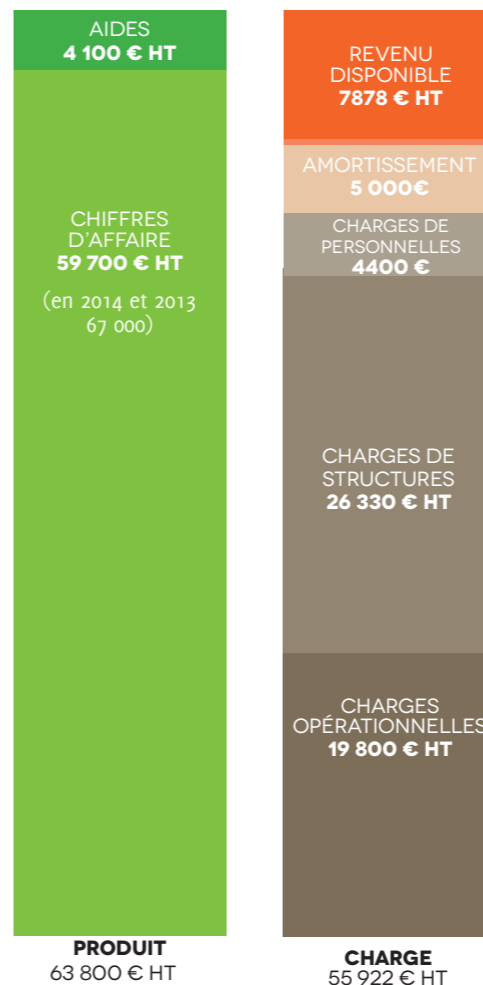 AIDES
4 100 € HT
CHIFFRES
D'AFFAIRE
59 700 € HT
(en 2014 et 2013
67 000)
PRODUIT
63 800 € HT
REVENU
DISPONIBLE
7878 € HT
AMORTISSEMENT
5 000€
CHARGES DE
PERSONNELLES
4400 €
CHARGES DE
STRUCTURES
26 330 € HT
CHARGES
OPÉRATIONNELLES
19 800 € HT
CHARGE
55 922 € HT